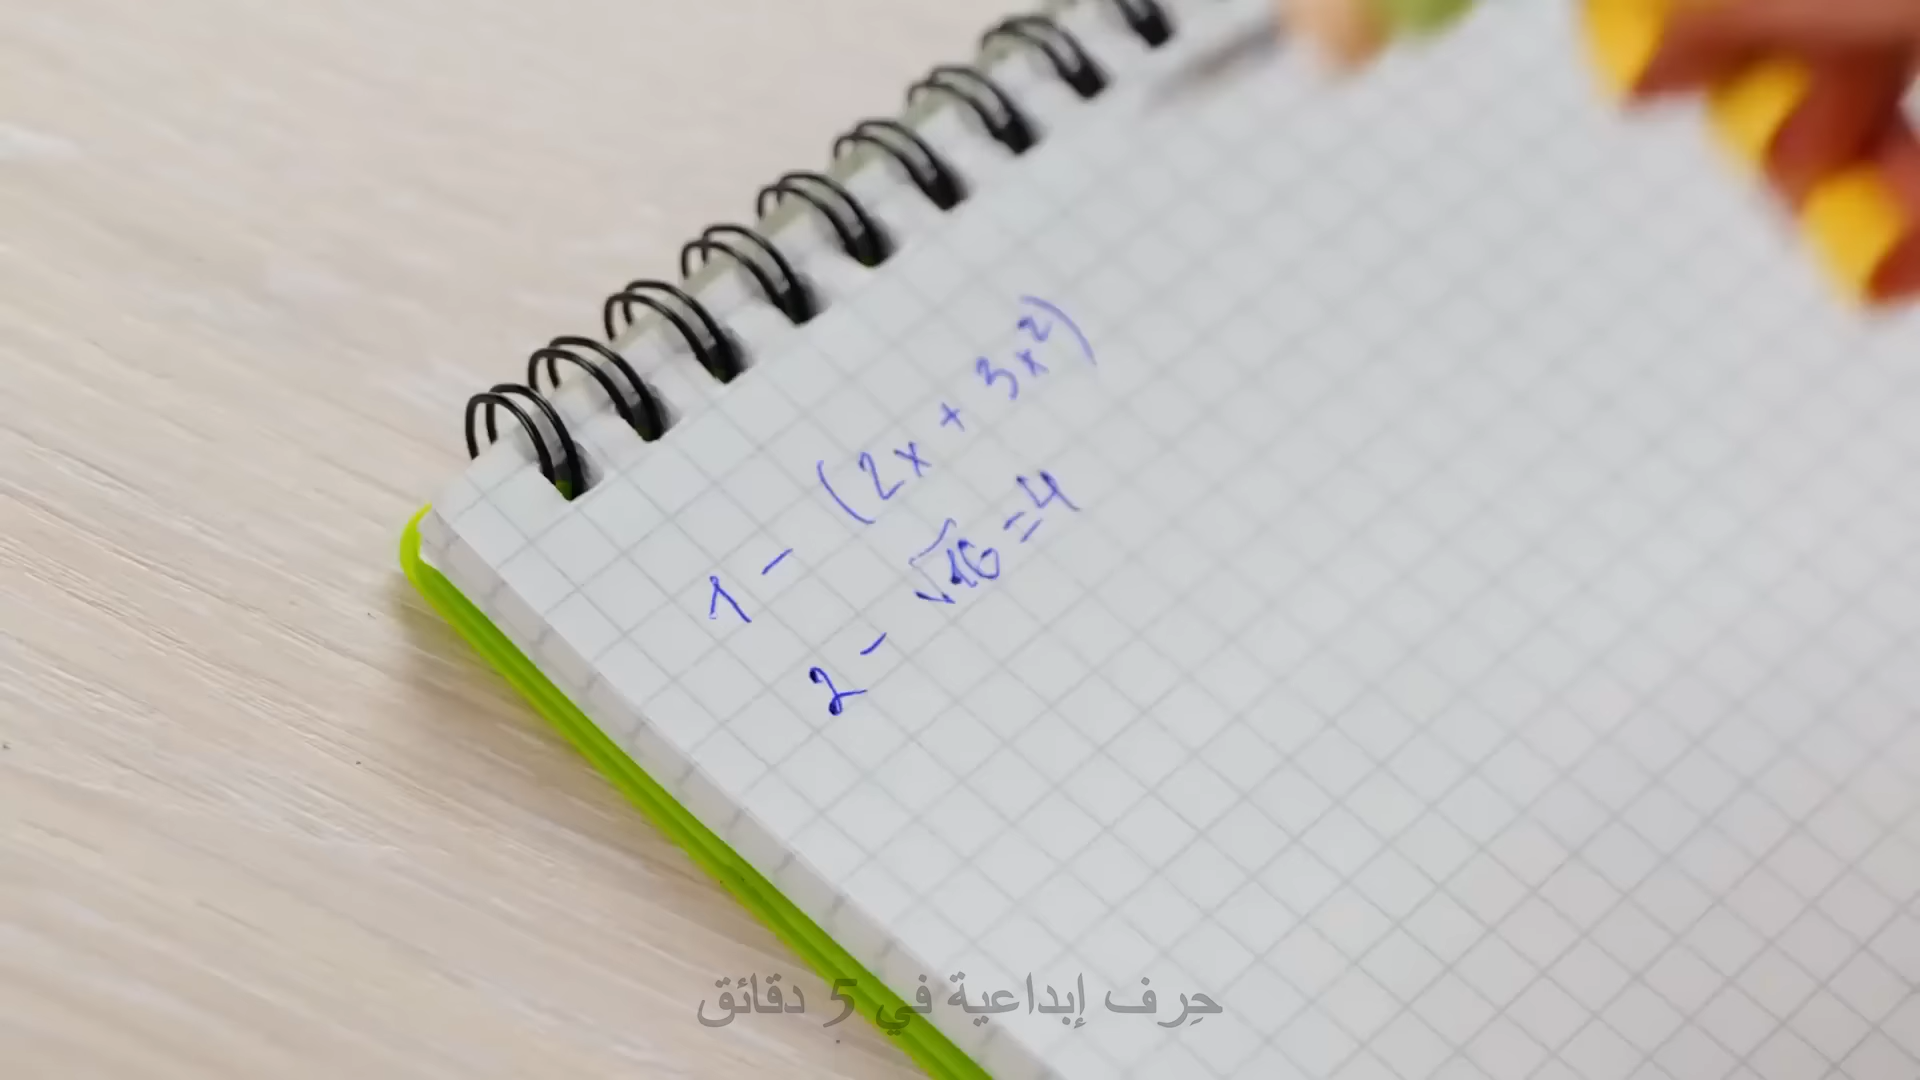 1 - (2x + 3x²)
2 - √16 = 4
حِرف إبداعية في 5 دقائق